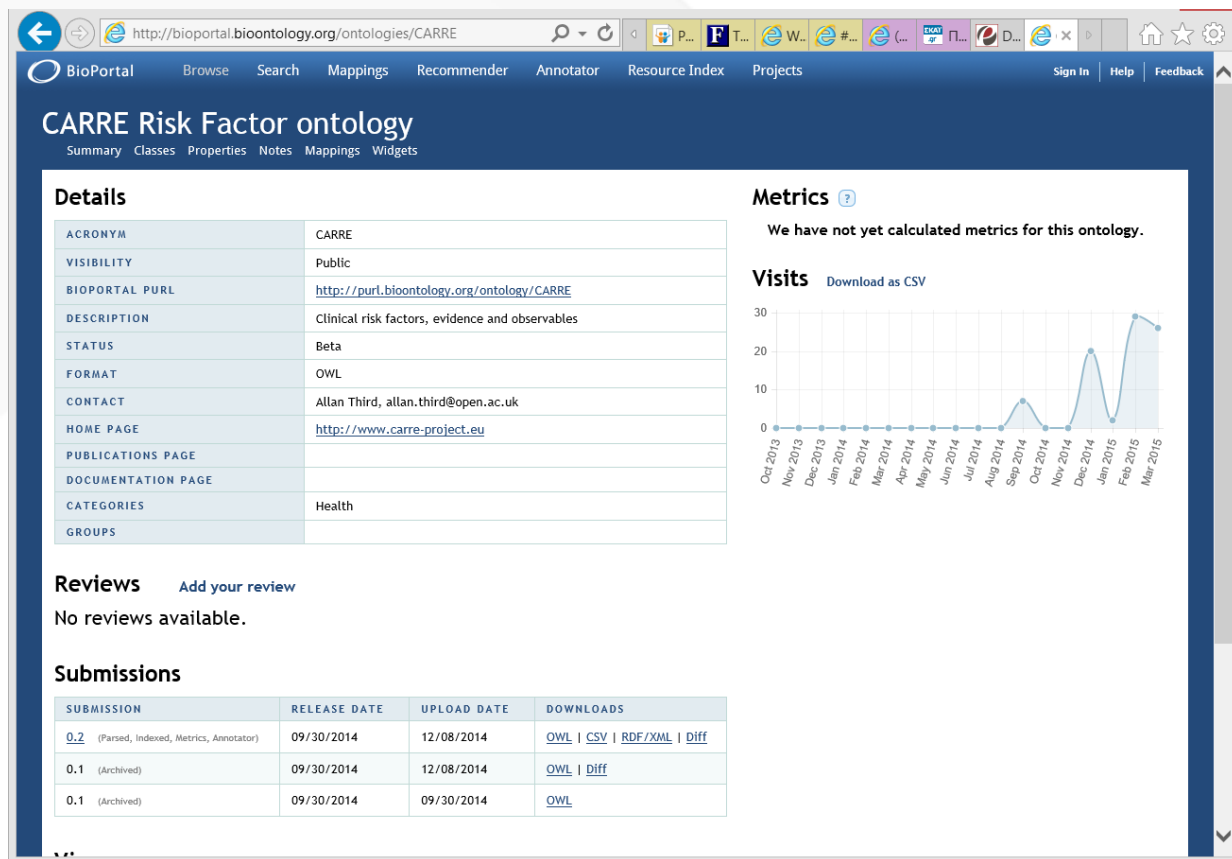 http://bioportal.bioontology.org/ontologies/CARRE
P...
F T...
W...
#...
(...
ΕΚΑΤ Π...
D...
BioPortal Browse Search Mappings Recommender Annotator Resource Index Projects Sign In Help Feedback
CARRE Risk Factor ontology
Summary Classes Properties Notes Mappings Widgets
Details
ACRONYM CARRE
VISIBILITY Public
BIOPORTAL PURL http://purl.bioontology.org/ontology/CARRE
DESCRIPTION Clinical risk factors, evidence and observables
STATUS Beta
FORMAT OWL
CONTACT Allan Third, allan.third@open.ac.uk
HOME PAGE http://www.carre-project.eu
PUBLICATIONS PAGE
DOCUMENTATION PAGE
CATEGORIES Health
GROUPS
Metrics ?
We have not yet calculated metrics for this ontology.
Visits Download as CSV
30
20
10
0
Oct 2013
Nov 2013
Dec 2013
Jan 2014
Feb 2014
Mar 2014
Apr 2014
May 2014
Jun 2014
Jul 2014
Aug 2014
Sep 2014
Oct 2014
Nov 2014
Dec 2014
Jan 2015
Feb 2015
Mar 2015
Reviews Add your review
No reviews available.
Submissions
SUBMISSION RELEASE DATE UPLOAD DATE DOWNLOADS
0.2 (Parsed, Indexed, Metrics, Annotator) 09/30/2014 12/08/2014 OWL | CSV | RDF/XML | Diff
0.1 (Archived) 09/30/2014 12/08/2014 OWL | Diff
0.1 (Archived) 09/30/2014 09/30/2014 OWL